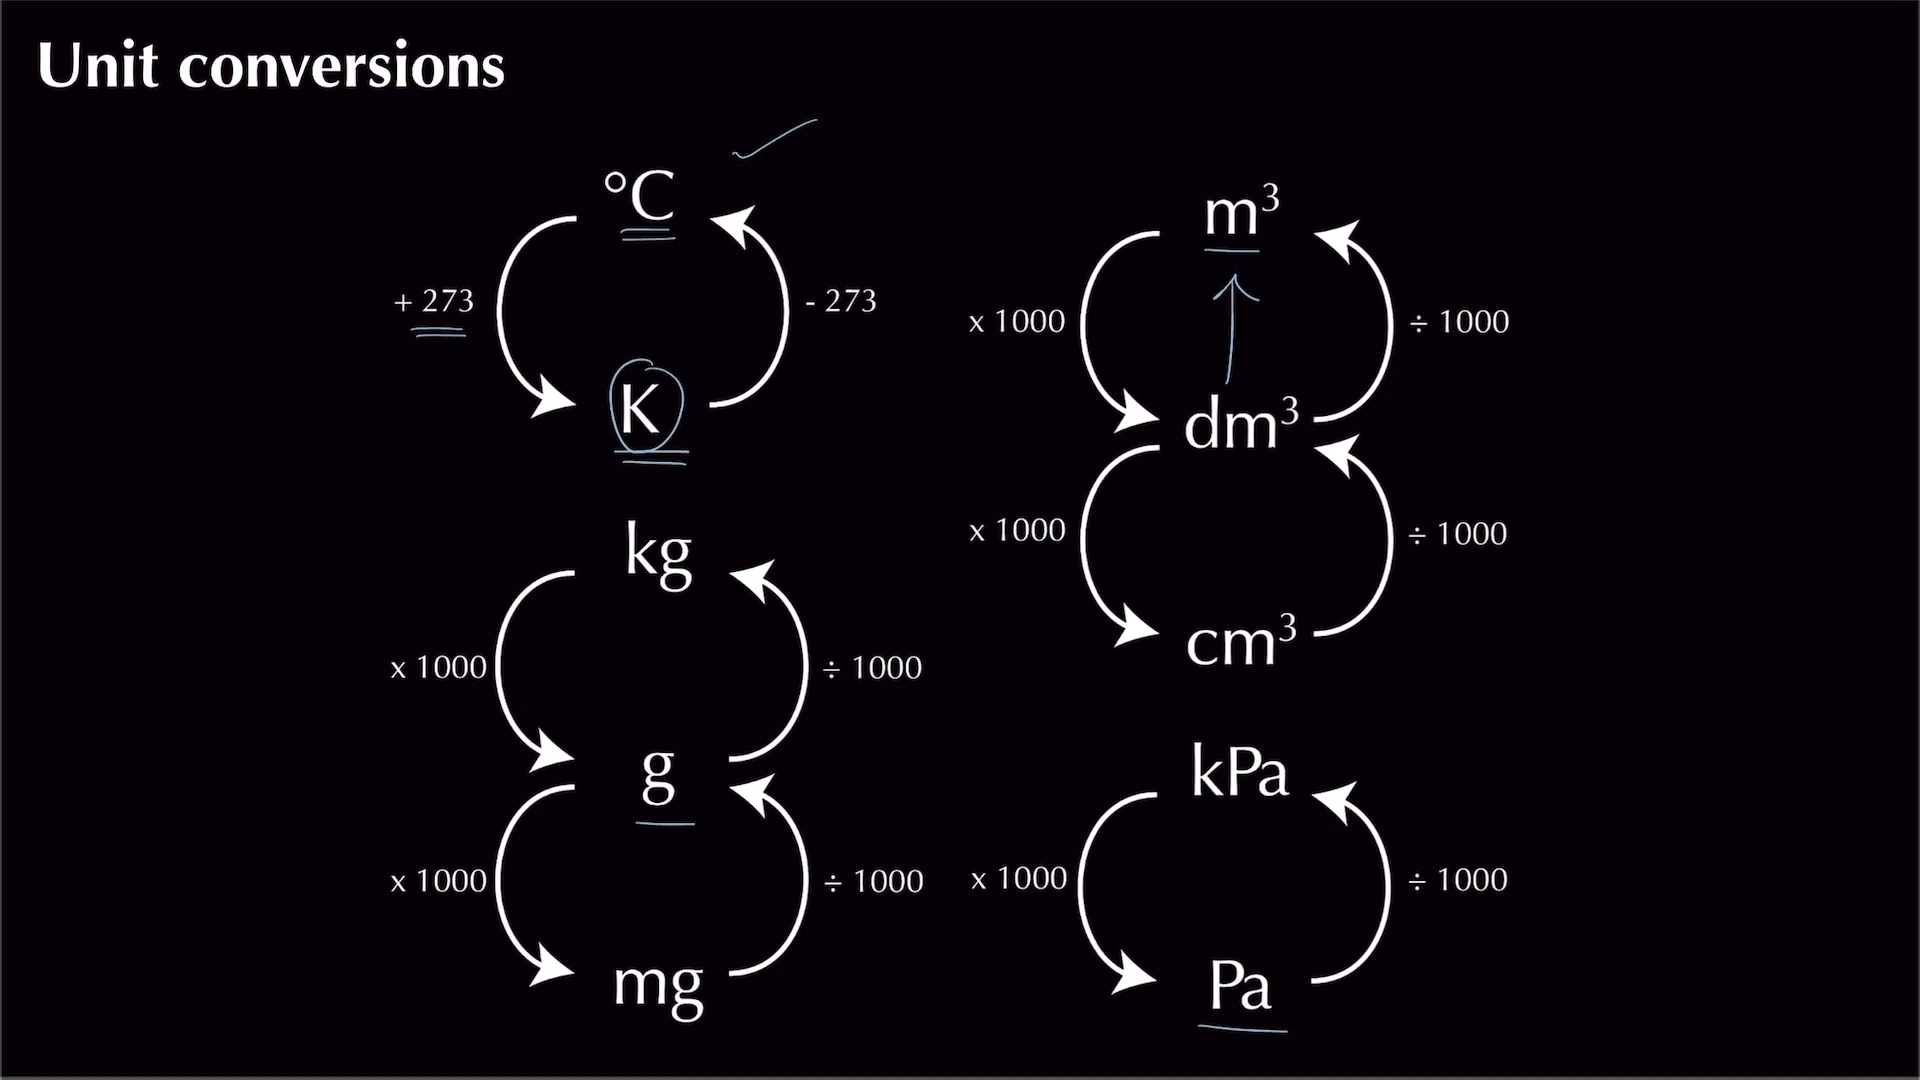 Unit conversions
°C
+ 273
- 273
K
kg
x 1000
÷ 1000
g
x 1000
÷ 1000
mg
m³
x 1000
÷ 1000
dm³
x 1000
÷ 1000
cm³
kPa
x 1000
÷ 1000
Pa